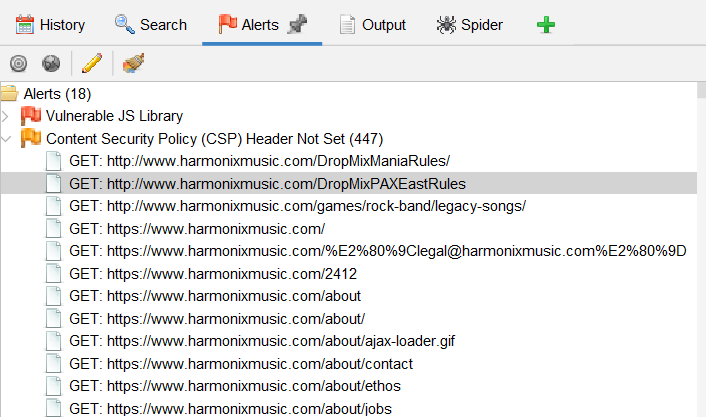 History Search Alerts Output Spider
Alerts (18)
Vulnerable JS Library
Content Security Policy (CSP) Header Not Set (447)
GET: http://www.harmonixmusic.com/DropMixManiaRules/
GET: http://www.harmonixmusic.com/DropMixPAXEastRules
GET: http://www.harmonixmusic.com/games/rock-band/legacy-songs/
GET: https://www.harmonixmusic.com/
GET: https://www.harmonixmusic.com/%E2%80%9Clegal@harmonixmusic.com%E2%80%9D
GET: https://www.harmonixmusic.com/2412
GET: https://www.harmonixmusic.com/about
GET: https://www.harmonixmusic.com/about/
GET: https://www.harmonixmusic.com/about/ajax-loader.gif
GET: https://www.harmonixmusic.com/about/contact
GET: https://www.harmonixmusic.com/about/ethos
GET: https://www.harmonixmusic.com/about/jobs